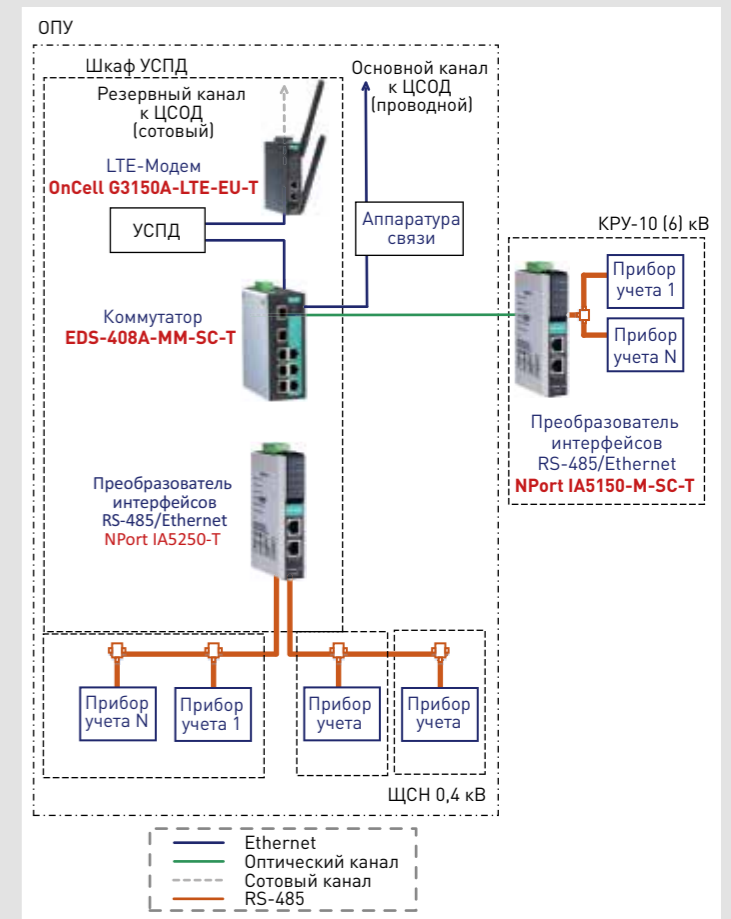 ОПУ
Шкаф УСПД
Резервный канал
к ЦСОД
(сотовый)
Основной канал
к ЦСОД
(проводной)
LTE-Модем
OnCell G3150A-LTE-EU-T
УСПД
Аппаратура
связи
КРУ-10 (6) кВ
Прибор
учета 1
Прибор
учета N
Коммутатор
EDS-408A-MM-SC-T
Преобразователь
интерфейсов
RS-485/Ethernet
NPort IA5150-M-SC-T
Преобразователь
интерфейсов
RS-485/Ethernet
NPort IA5250-T
Прибор
учета N
Прибор
учета 1
Прибор
учета
Прибор
учета
ЩСН 0,4 кВ
Ethernet
Оптический канал
Сотовый канал
RS-485